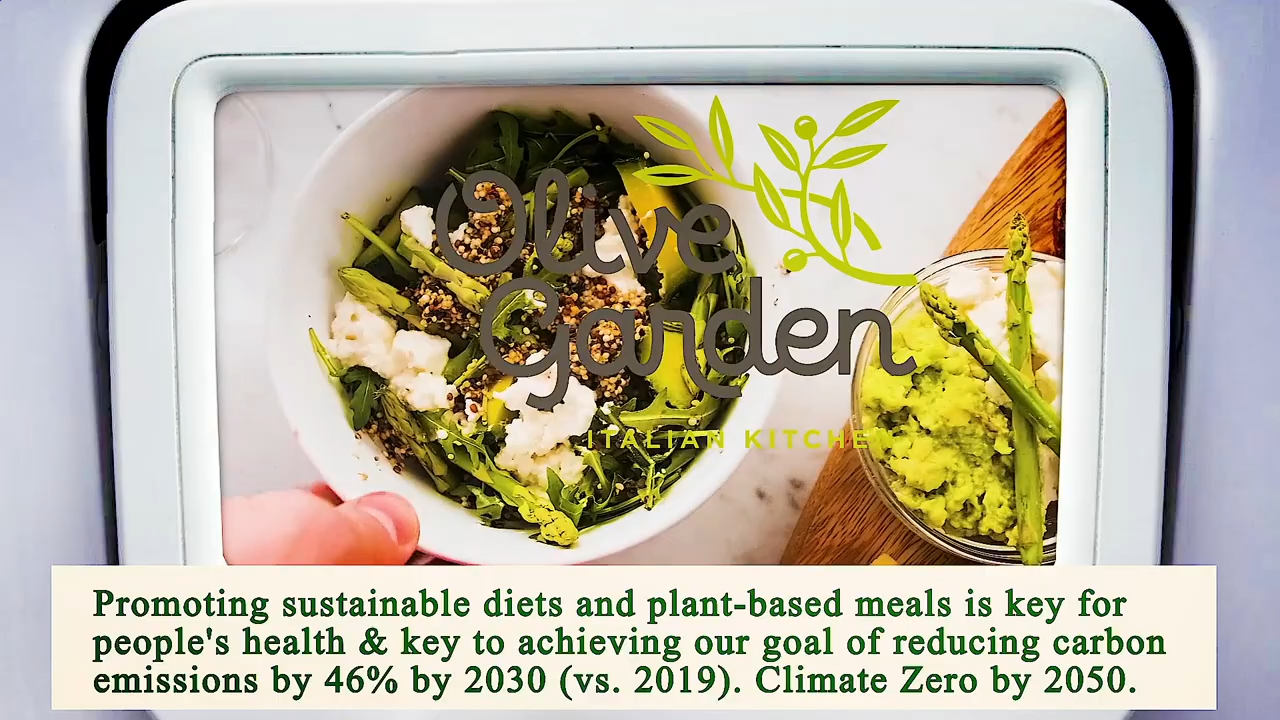 Olive
Garden
ITALIAN KITCHEN
Promoting sustainable diets and plant-based meals is key for
people's health & key to achieving our goal of reducing carbon
emissions by 46% by 2030 (vs. 2019). Climate Zero by 2050.